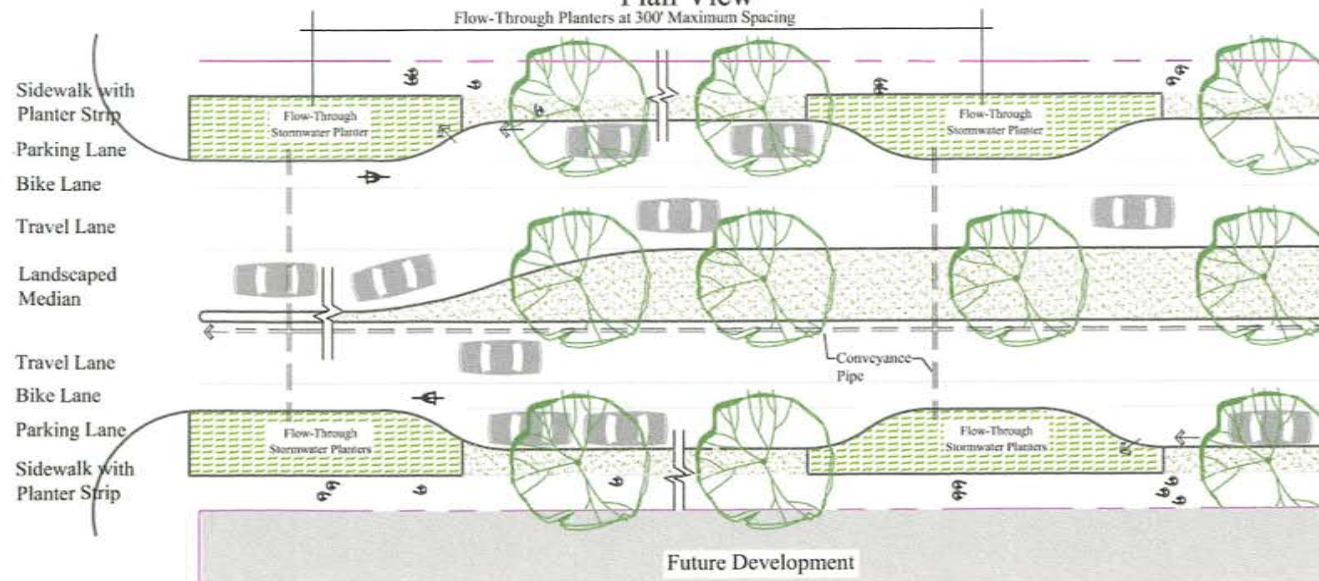 Plan View
Flow-Through Planters at 300' Maximum Spacing
Sidewalk with
Planter Strip
Flow-Through
Stormwater Planter
Flow-Through
Stormwater Planter
Parking Lane
Bike Lane
Travel Lane
Landscaped
Median
Travel Lane
Conveyance
Pipe
Bike Lane
Parking Lane
Flow-Through
Stormwater Planters
Flow-Through
Stormwater Planters
Sidewalk with
Planter Strip
Future Development